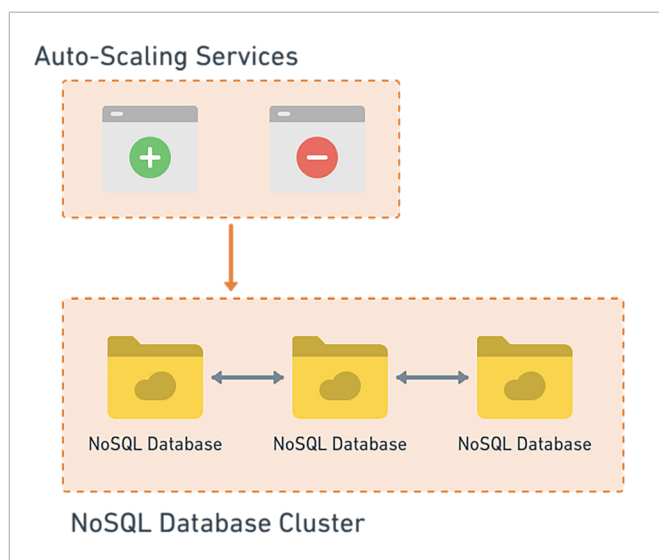 Auto-Scaling Services
NoSQL Database
NoSQL Database
NoSQL Database
NoSQL Database Cluster